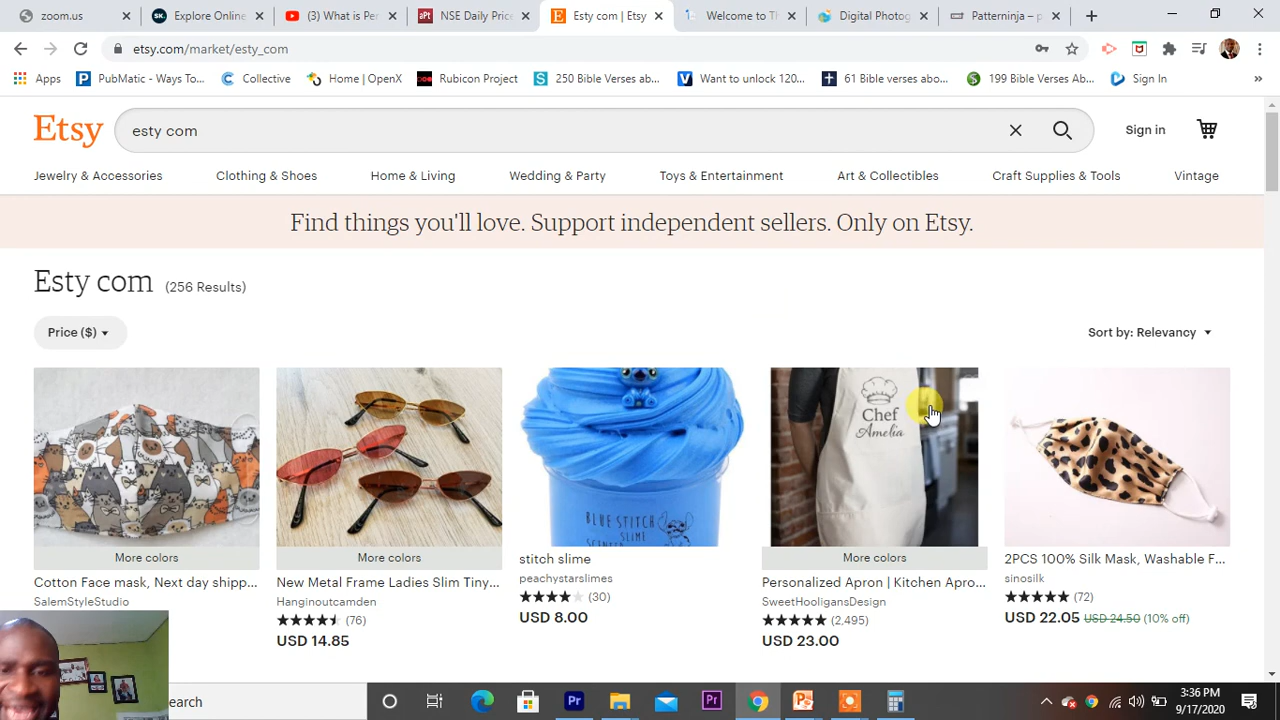 zoom.us
Explore Online
(3) What is Per
NSE Daily Price
Esty com | Etsy
Welcome to Th
Digital Photog
Patterninja – p
etsy.com/market/esty_com
Apps
PubMatic - Ways To...
Collective
Home | OpenX
Rubicon Project
250 Bible Verses ab...
Want to unlock 120...
61 Bible verses abo...
199 Bible Verses Ab...
Sign In
Etsy
esty com
Sign in
Jewelry & Accessories
Clothing & Shoes
Home & Living
Wedding & Party
Toys & Entertainment
Art & Collectibles
Craft Supplies & Tools
Vintage
Find things you'll love. Support independent sellers. Only on Etsy.
Esty com (256 Results)
Price ($)
Sort by: Relevancy
Chef
Amelia
BLUE STITCH
SLIME
More colors
More colors
More colors
Cotton Face mask, Next day shipp...
SalemStyleStudio
New Metal Frame Ladies Slim Tiny...
Hanginoutcamden
(76)
USD 14.85
stitch slime
peachystarslimes
(30)
USD 8.00
Personalized Apron | Kitchen Apro...
SweetHooligansDesign
(2,495)
USD 23.00
2PCS 100% Silk Mask, Washable F...
sinosilk
(72)
USD 22.05 USD 24.50 (10% off)
earch
3:36 PM
9/17/2020